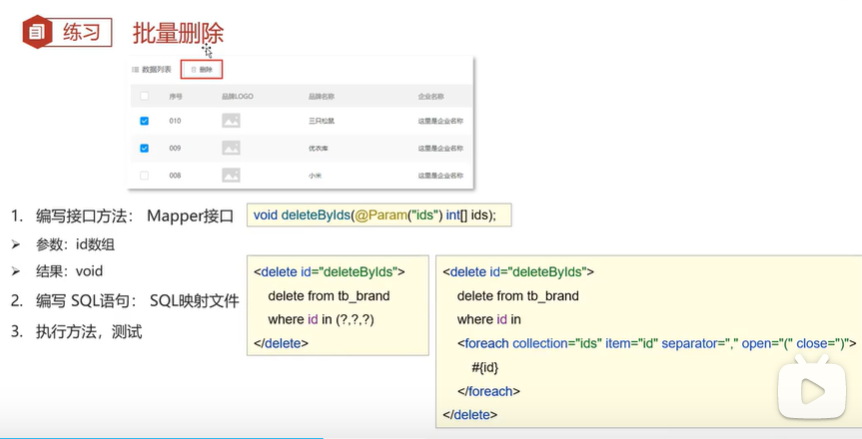 练习 批量删除
数据列表 删除
序号 品牌LOGO 品牌名称 企业名称
010 三只松鼠 这里是企业名称
009 优衣库 这里是企业名称
008 小米 这里是企业名称
1. 编写接口方法： Mapper接口
void deleteByIds(@Param("ids") int[] ids);
➢ 参数：id数组
➢ 结果：void
2. 编写 SQL语句： SQL映射文件
3. 执行方法，测试
<delete id="deleteByIds">
delete from tb_brand
where id in (?,?,?)
</delete>
<delete id="deleteByIds">
delete from tb_brand
where id in
<foreach collection="ids" item="id" separator="," open="(" close=")">
#{id}
</foreach>
</delete>